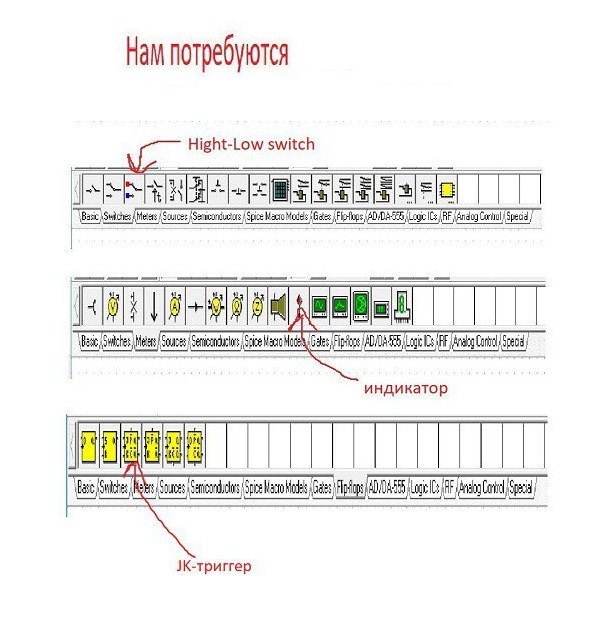 Нам потребуются
Hight-Low switch
Basic Switches Meters Sources Semiconductors Spice Macro Models Gates Flip-flops AD/DA-555 Logic ICs RF Analog Control Special
Basic Switches Meters Sources Semiconductors Spice Macro Models Gates Flip-flops AD/DA-555 Logic ICs RF Analog Control Special
индикатор
Basic Switches Meters Sources Semiconductors Spice Macro Models Gates Flip-flops AD/DA-555 Logic ICs RF Analog Control Special
JK-триггер